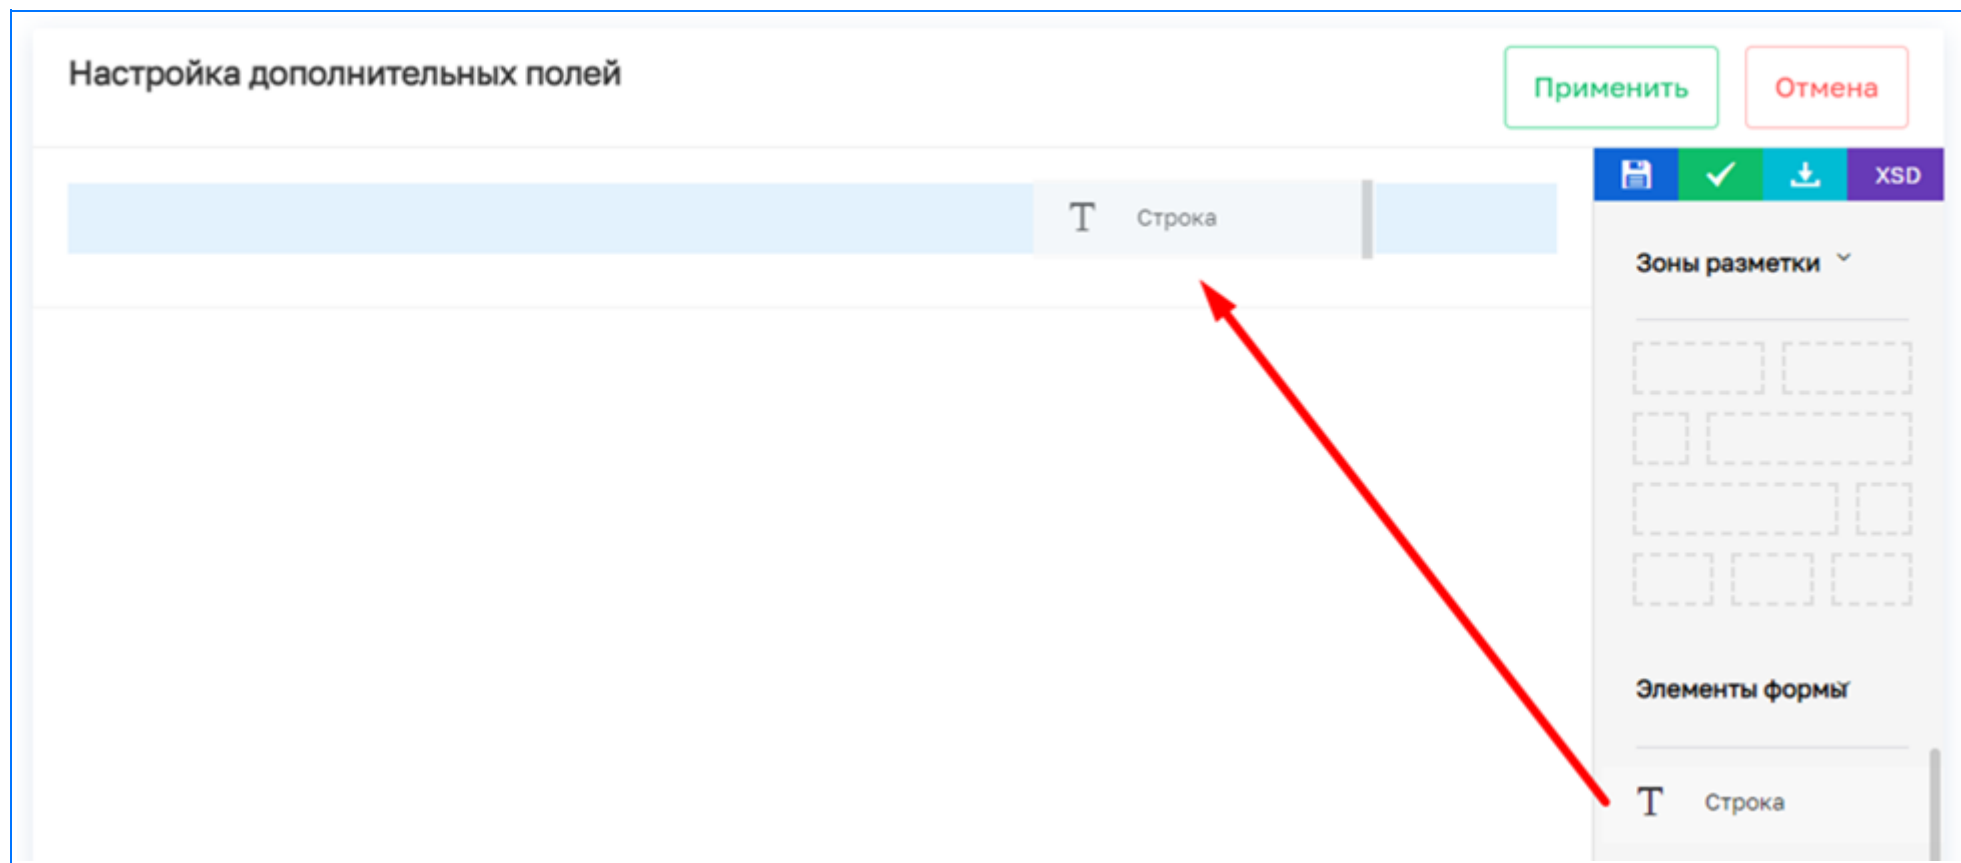 Настройка дополнительных полей
Применить
Отмена
XSD
T Строка
Зоны разметки
Элементы формы
T Строка